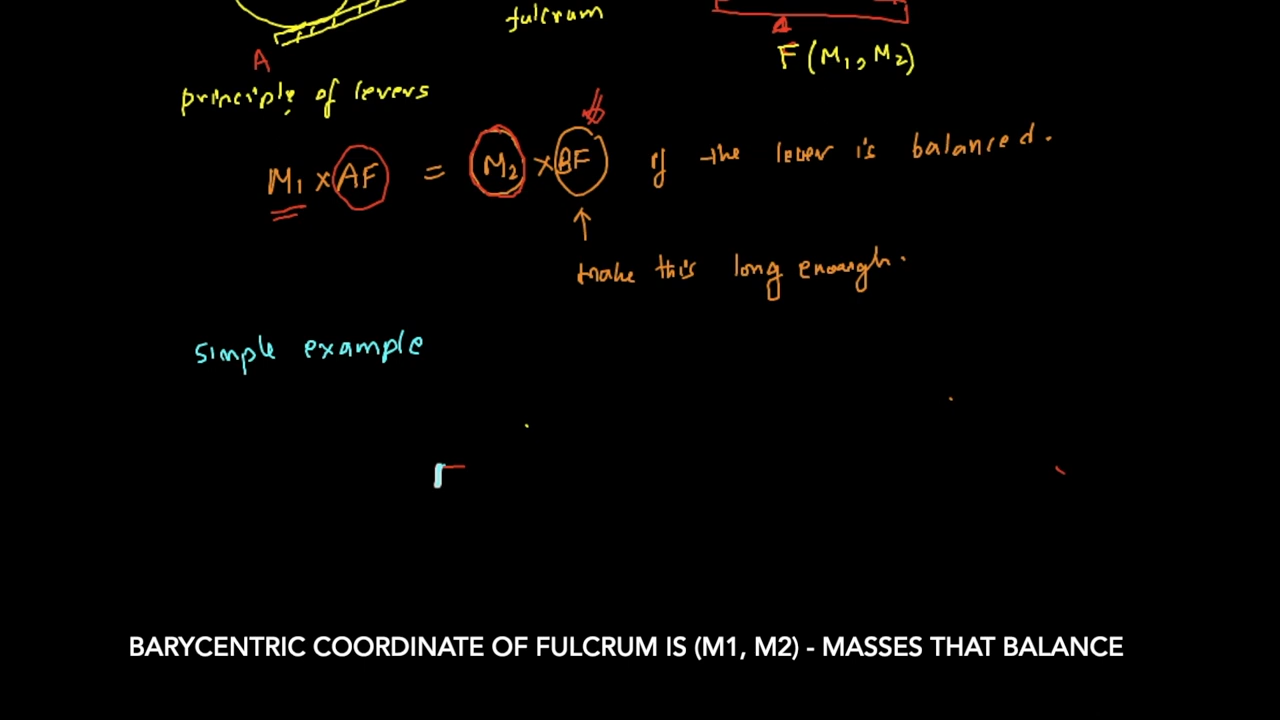 fulcrum
A
F (M1, M2)
principle of levers
M1 × AF = M2 × BF if the lever is balanced.
make this long enough.
simple example
BARYCENTRIC COORDINATE OF FULCRUM IS (M1, M2) - MASSES THAT BALANCE